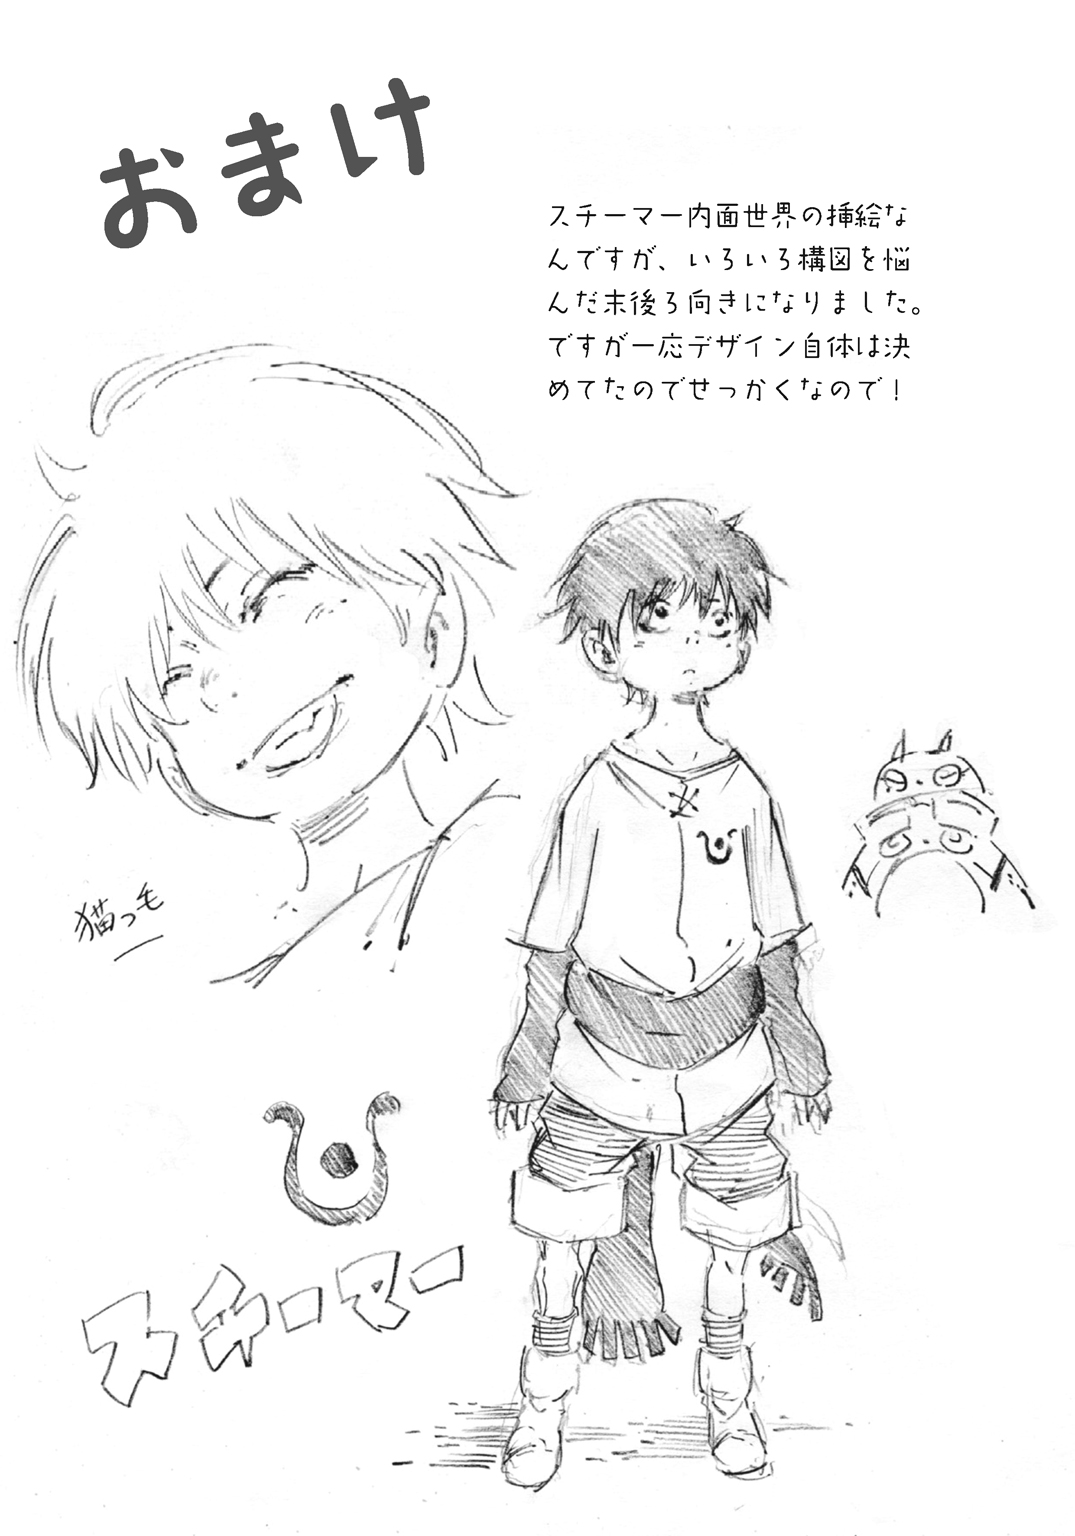 おまけ
スチーマー内面世界の挿絵な
んですが、いろいろ構図を悩
んだ末後ろ向きになりました。
ですが一応デザイン自体は決
めてたのでせっかくなので！
猫っ毛
スチーマー